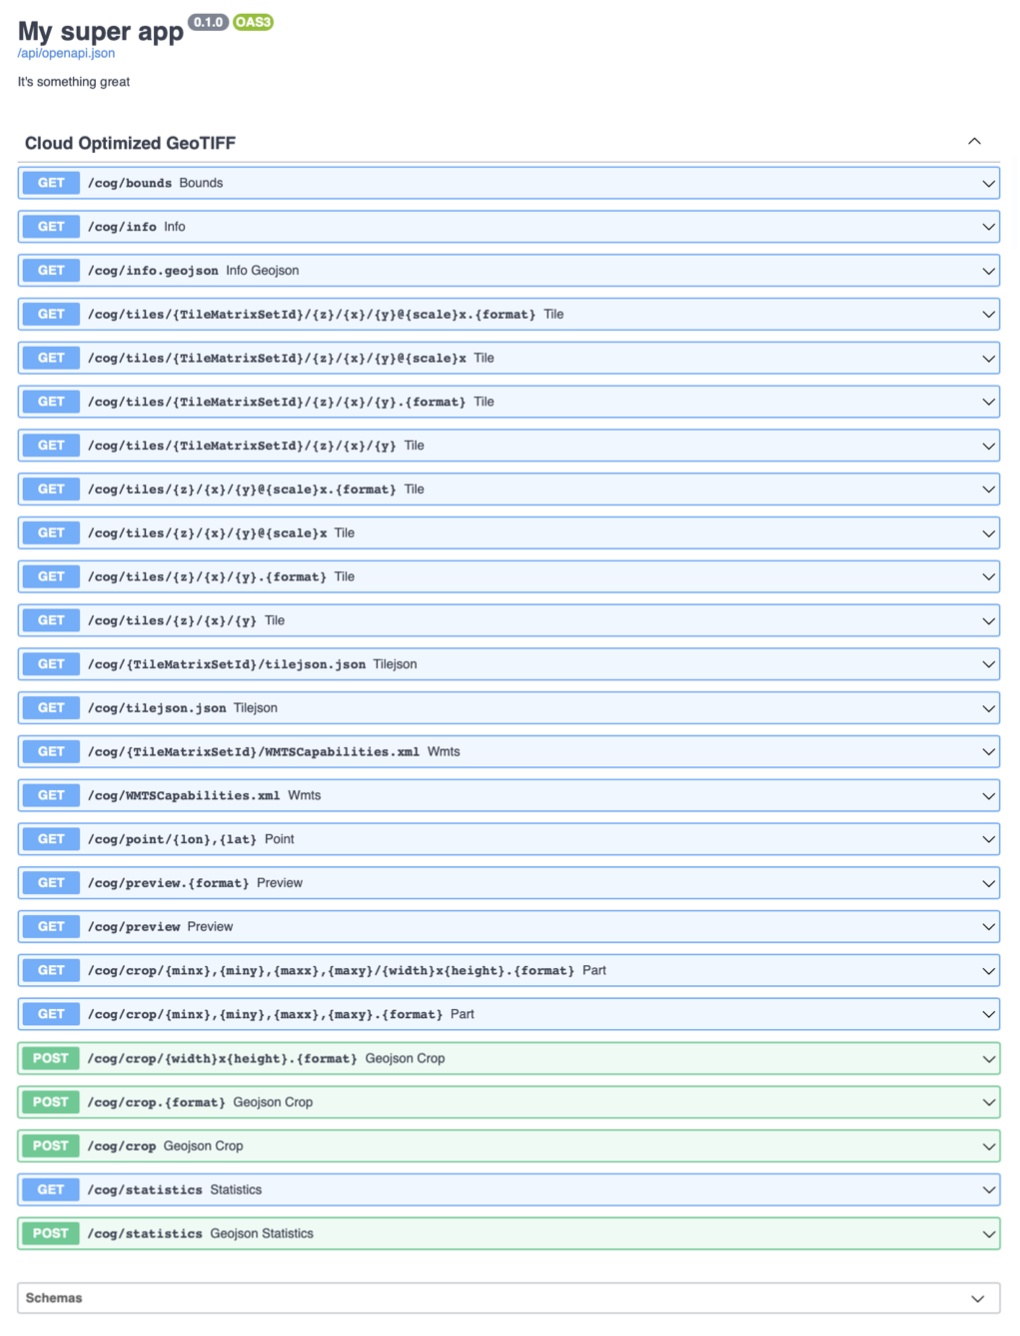 My super app 0.1.0 OAS3
/api/openapi.json
It's something great
Cloud Optimized GeoTIFF
GET /cog/bounds Bounds
GET /cog/info Info
GET /cog/info.geojson Info Geojson
GET /cog/tiles/{TileMatrixSetId}/{z}/{x}/{y}@{scale}x.{format} Tile
GET /cog/tiles/{TileMatrixSetId}/{z}/{x}/{y}@{scale}x Tile
GET /cog/tiles/{TileMatrixSetId}/{z}/{x}/{y}.{format} Tile
GET /cog/tiles/{TileMatrixSetId}/{z}/{x}/{y} Tile
GET /cog/tiles/{z}/{x}/{y}@{scale}x.{format} Tile
GET /cog/tiles/{z}/{x}/{y}@{scale}x Tile
GET /cog/tiles/{z}/{x}/{y}.{format} Tile
GET /cog/tiles/{z}/{x}/{y} Tile
GET /cog/{TileMatrixSetId}/tilejson.json Tilejson
GET /cog/tilejson.json Tilejson
GET /cog/{TileMatrixSetId}/WMTSCapabilities.xml Wmts
GET /cog/WMTSCapabilities.xml Wmts
GET /cog/point/{lon},{lat} Point
GET /cog/preview.{format} Preview
GET /cog/preview Preview
GET /cog/crop/{minx},{miny},{maxx},{maxy}/{width}x{height}.{format} Part
GET /cog/crop/{minx},{miny},{maxx},{maxy}.{format} Part
POST /cog/crop/{width}x{height}.{format} Geojson Crop
POST /cog/crop.{format} Geojson Crop
POST /cog/crop Geojson Crop
GET /cog/statistics Statistics
POST /cog/statistics Geojson Statistics
Schemas